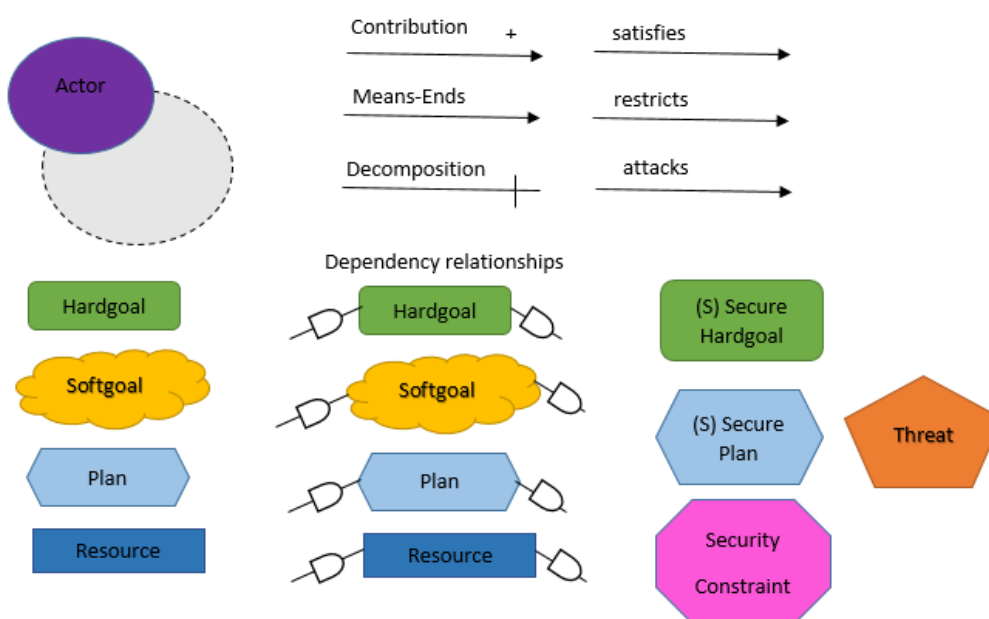 Actor
Contribution +
satisfies
Means-Ends
restricts
Decomposition
attacks
Dependency relationships
Hardgoal
Hardgoal
(S) Secure
Hardgoal
Softgoal
Softgoal
(S) Secure
Plan
Threat
Plan
Plan
Resource
Resource
Security
Constraint